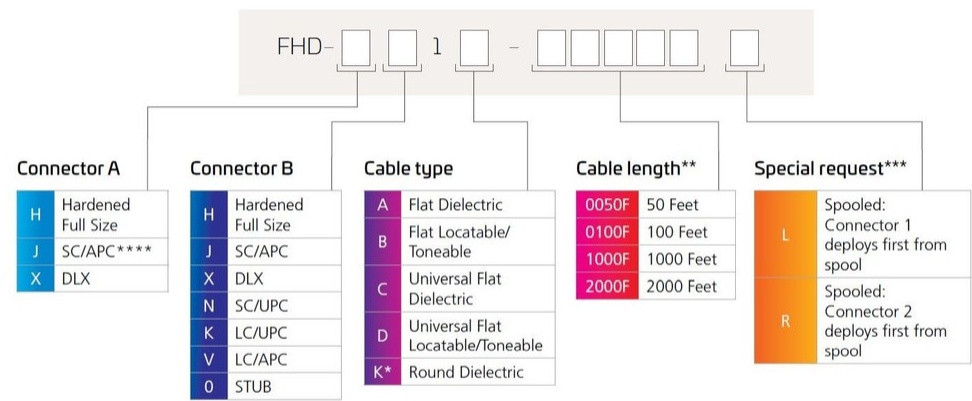 FHD- 1 -
Connector A
H Hardened
Full Size
J SC/APC****
X DLX
Connector B
H Hardened
Full Size
J SC/APC
X DLX
N SC/UPC
K LC/UPC
V LC/APC
0 STUB
Cable type
A Flat Dielectric
B Flat Locatable/
Toneable
C Universal Flat
Dielectric
D Universal Flat
Locatable/Toneable
K* Round Dielectric
Cable length**
0050F 50 Feet
0100F 100 Feet
1000F 1000 Feet
2000F 2000 Feet
Special request***
L Spooled:
Connector 1
deploys first from
spool
R Spooled:
Connector 2
deploys first from
spool